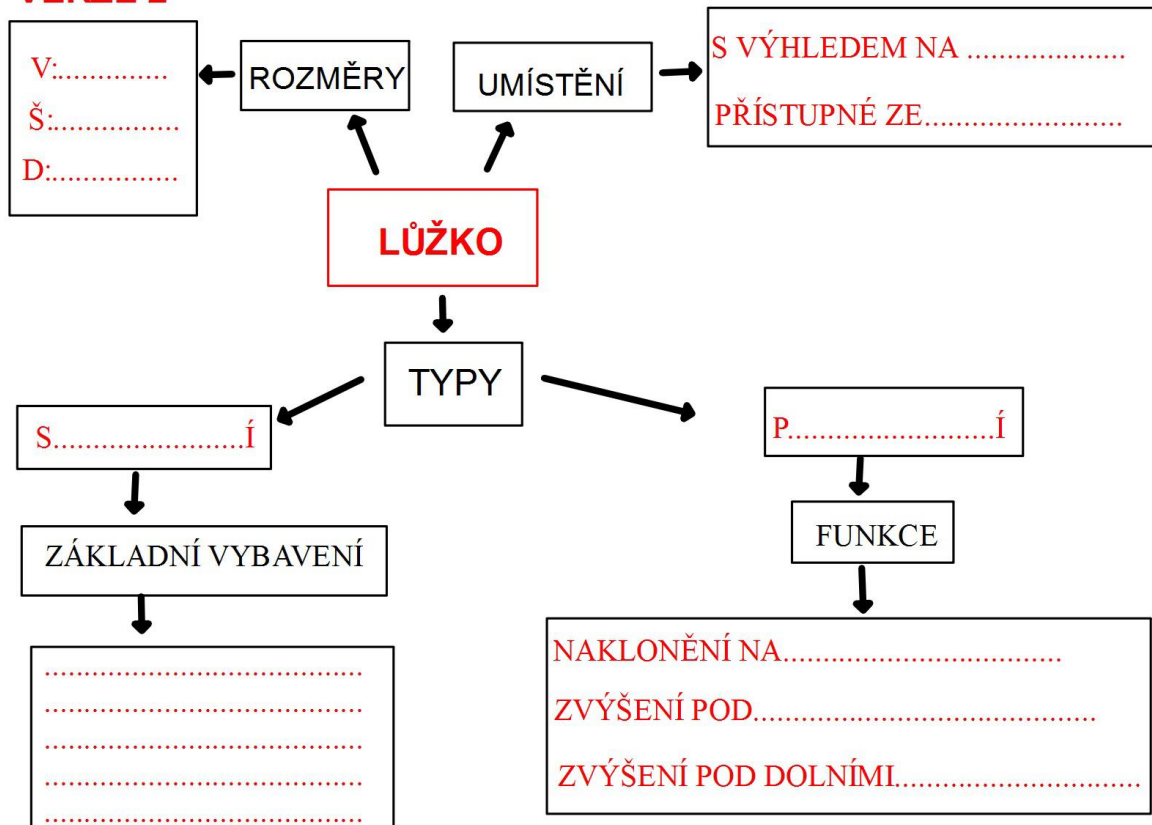 V:..............
Š:................
D:................
ROZMĚRY
UMÍSTĚNÍ
S VÝHLEDEM NA ....................
PŘÍSTUPNÉ ZE.........................
LŮŽKO
TYPY
S........................Í
P..........................Í
ZÁKLADNÍ VYBAVENÍ
FUNKCE
........................................
........................................
........................................
........................................
........................................
NAKLONĚNÍ NA...................................
ZVÝŠENÍ POD...........................................
ZVÝŠENÍ POD DOLNÍMI...............................